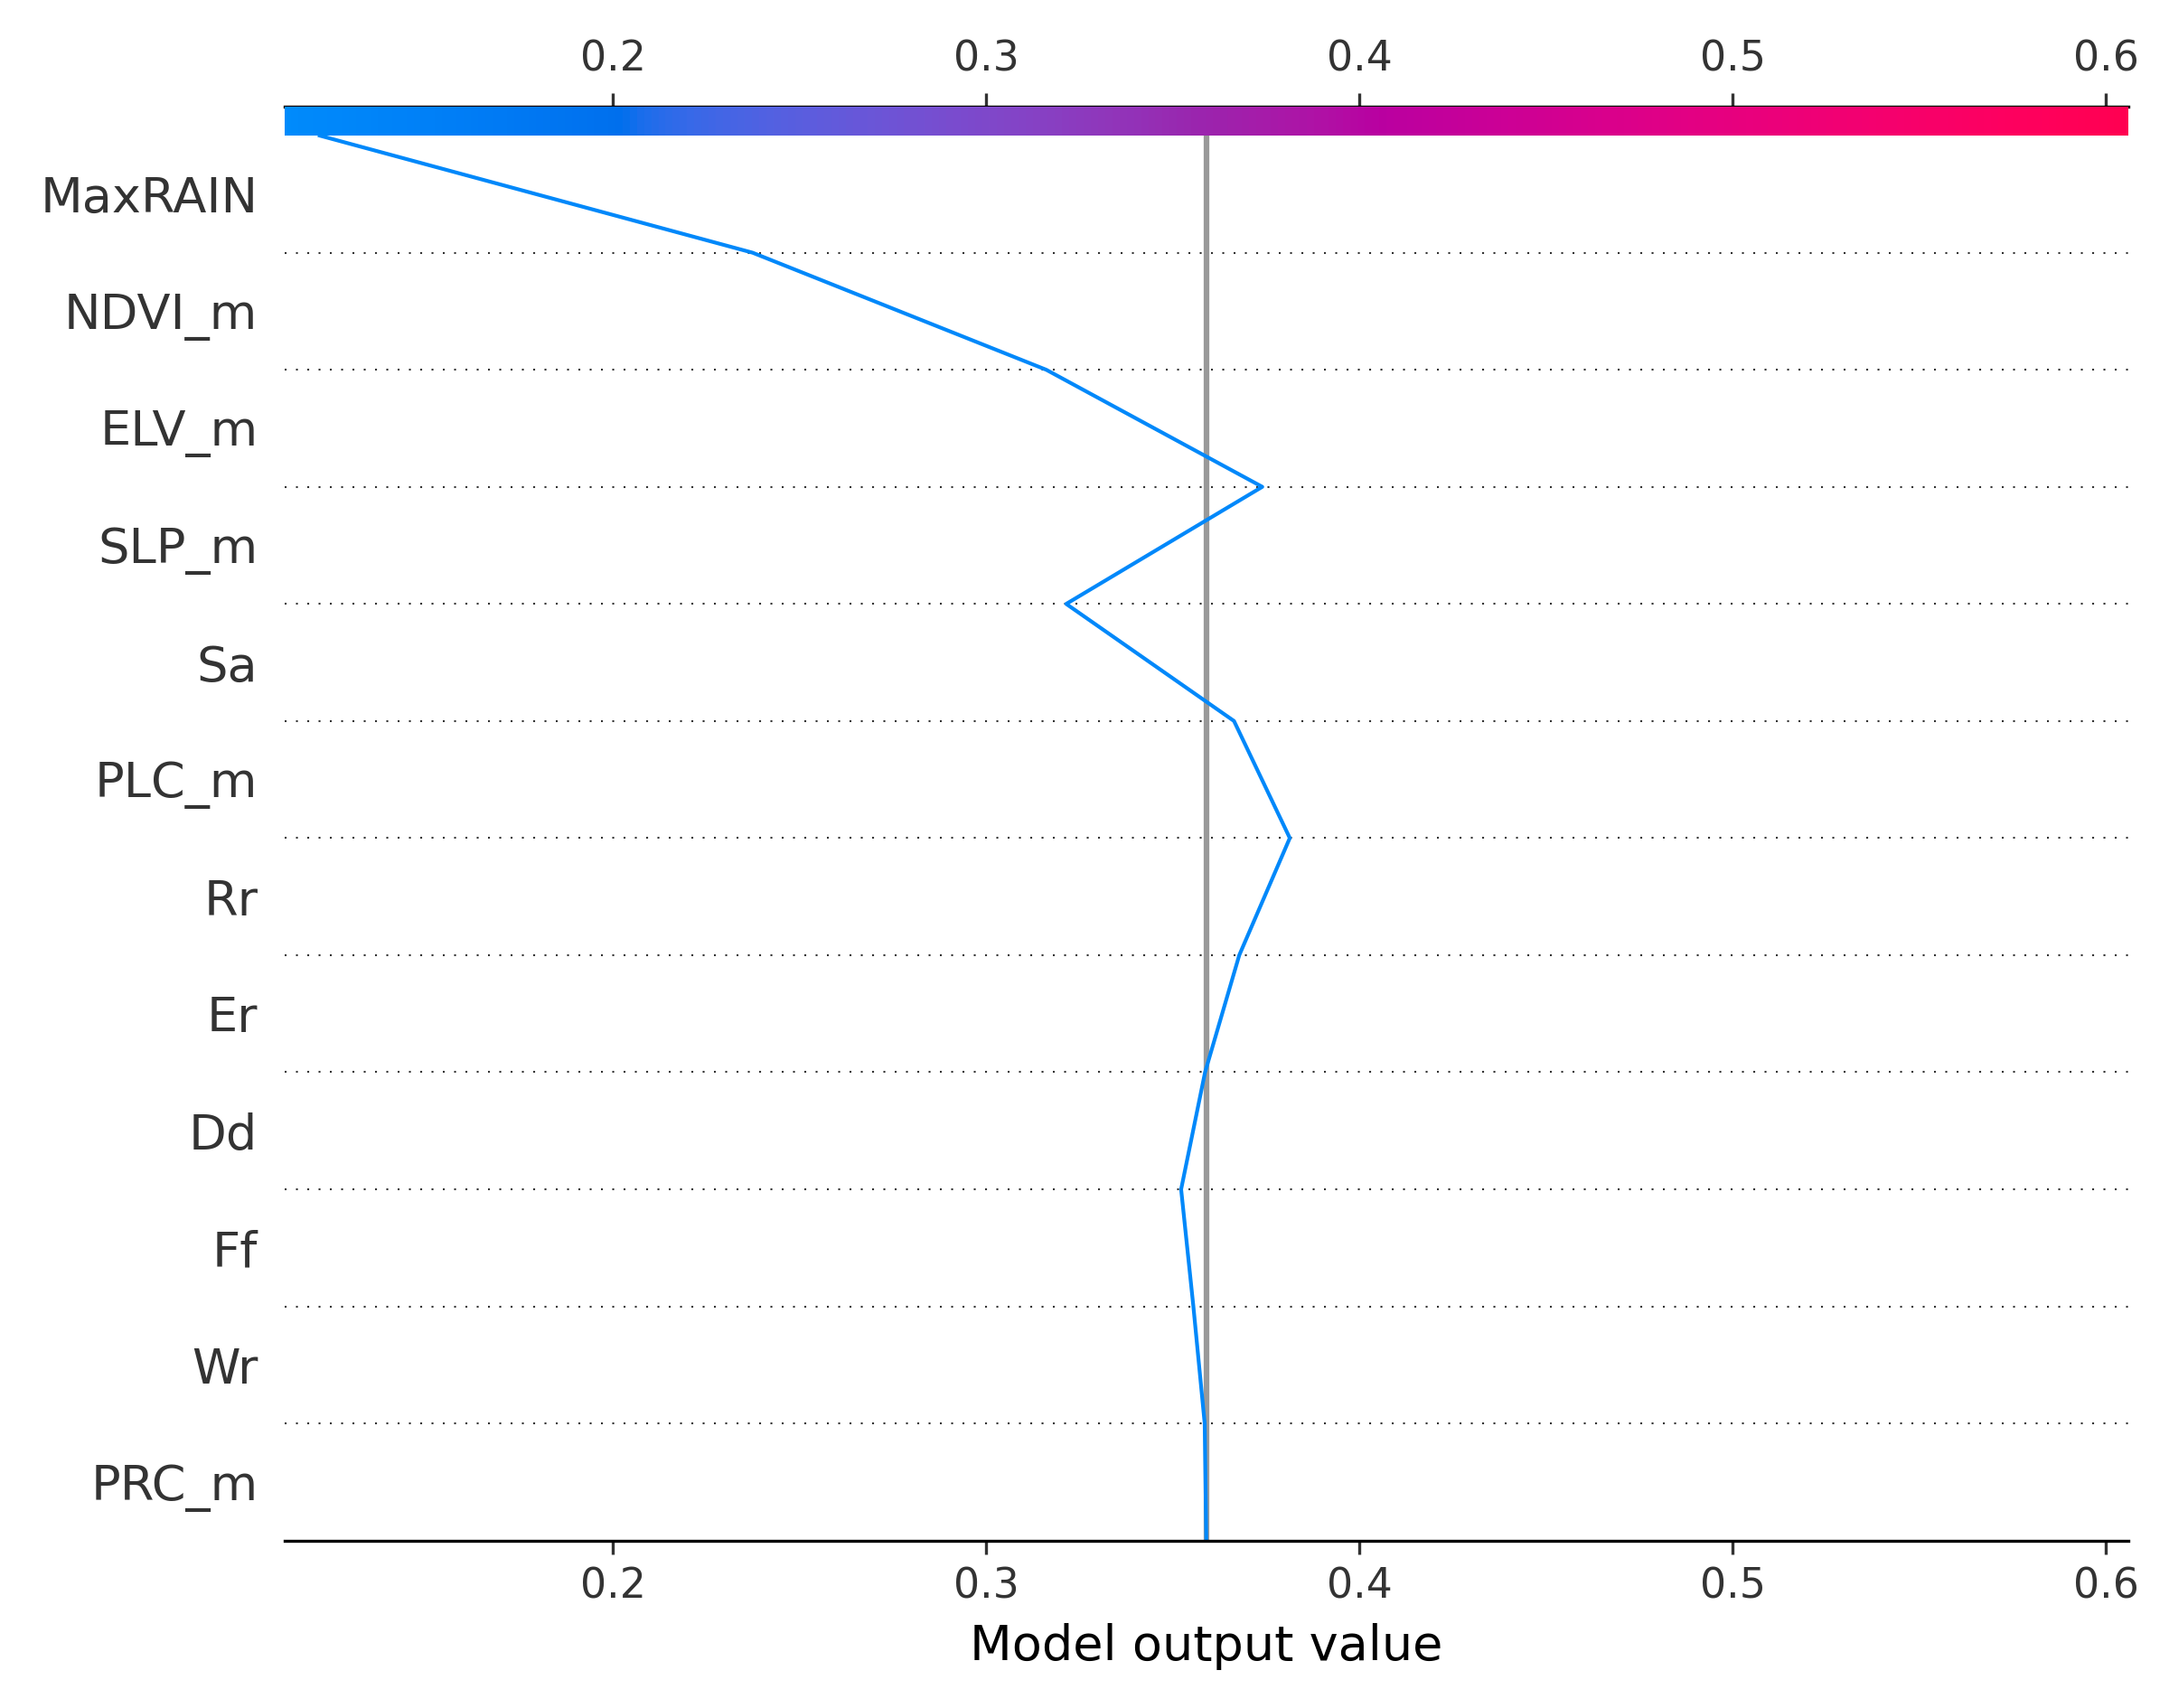 0.2 0.3 0.4 0.5 0.6
MaxRAIN
NDVI_m
ELV_m
SLP_m
Sa
PLC_m
Rr
Er
Dd
Ff
Wr
PRC_m
0.2 0.3 0.4 0.5 0.6
Model output value